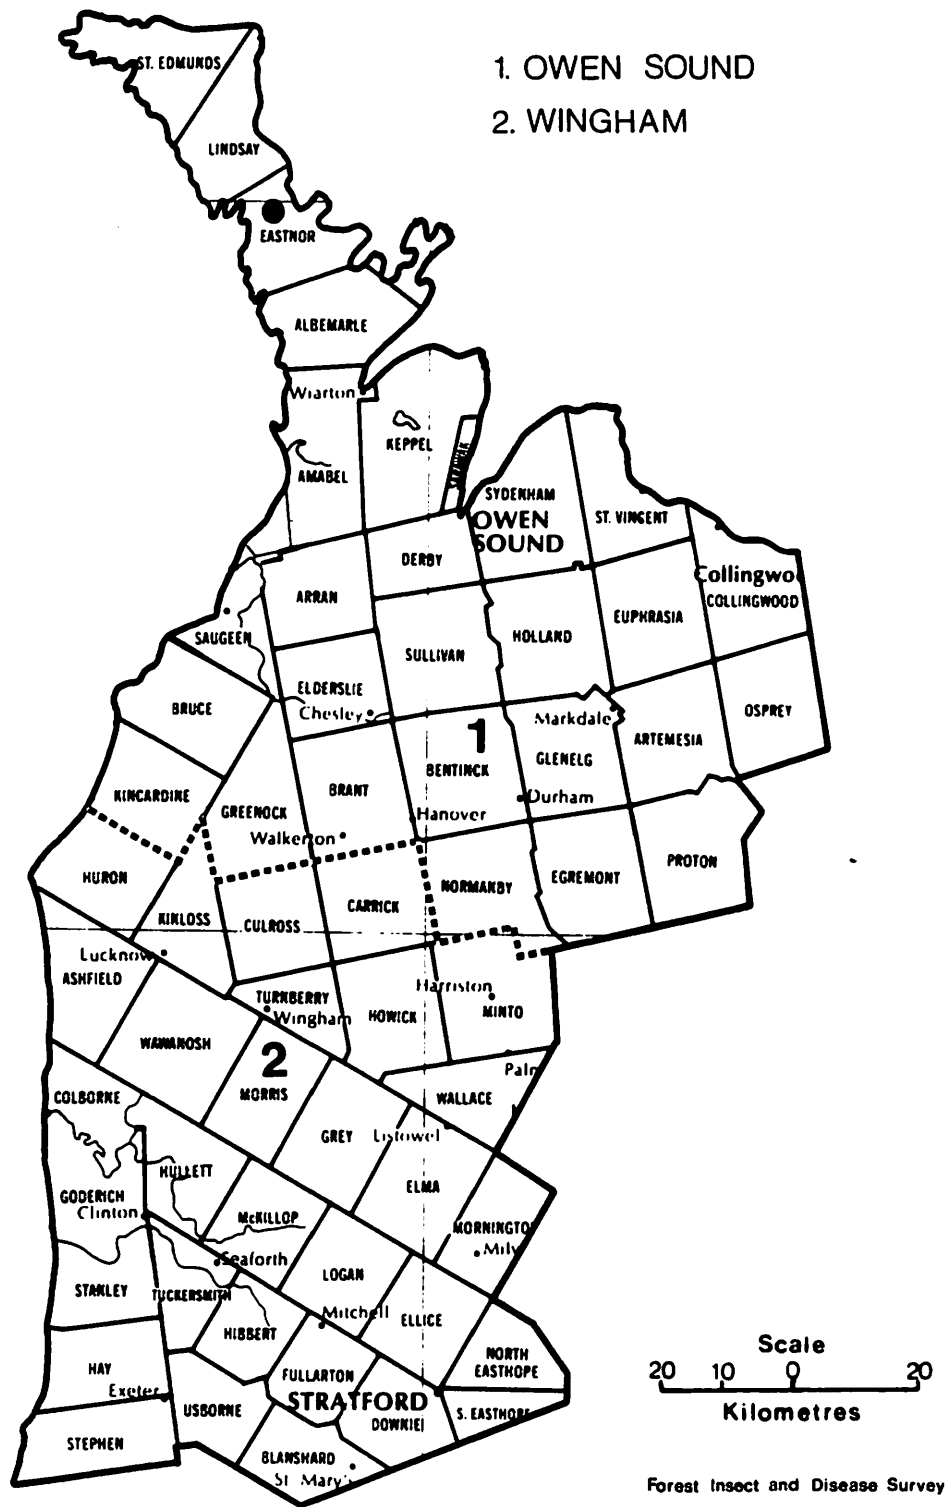 1. OWEN SOUND
2. WINGHAM
ST. EDMUNDS
LINDSAY
EASTNOR
ALBEMARLE
Wiarton
KEPPEL
AMABEL
SARAWAK
SYDENHAM
OWEN
SOUND
ST. VINGENT
DERBY
Collingwo
COLLINGWOOD
ARRAN
EUPHRASIA
SAUGEEN
HOLLAND
SULLIVAN
ELDERSLIE
Chesley
BRUCE
Markdale
OSPREY
1
ARTEMESIA
GLENELG
BENTINCK
KINCARDINE
BRANT
GREENOCK
Durham
Hanover
Walkerton
PROTON
HURON
EGREMONT
NORMANBY
CARRICK
KINLOSS
CULROSS
Lucknow
ASHFIELD
Harriston
TURNBERRY
Wingham
HOWICK
MINTO
WAWANOSH
2
Palm
MORRIS
WALLACE
COLBORNE
GREY
Listowel
HULLETT
ELMA
GODERICH
Clinton
McKILLOP
MORNINGTO
Milv
Seaforth
LOGAN
STANLEY
TUCKERSMITH
Mitchell
ELLICE
HIBBERT
NORTH
EASTHOPE
HAY
FULLARTON
Exeter
STRATFORD
USBORNE
DOWNIE
S. EASTHOPE
STEPHEN
BLANSHARD
St. Mary's
Scale
20 10 0 20
Kilometres
Forest Insect and Disease Survey